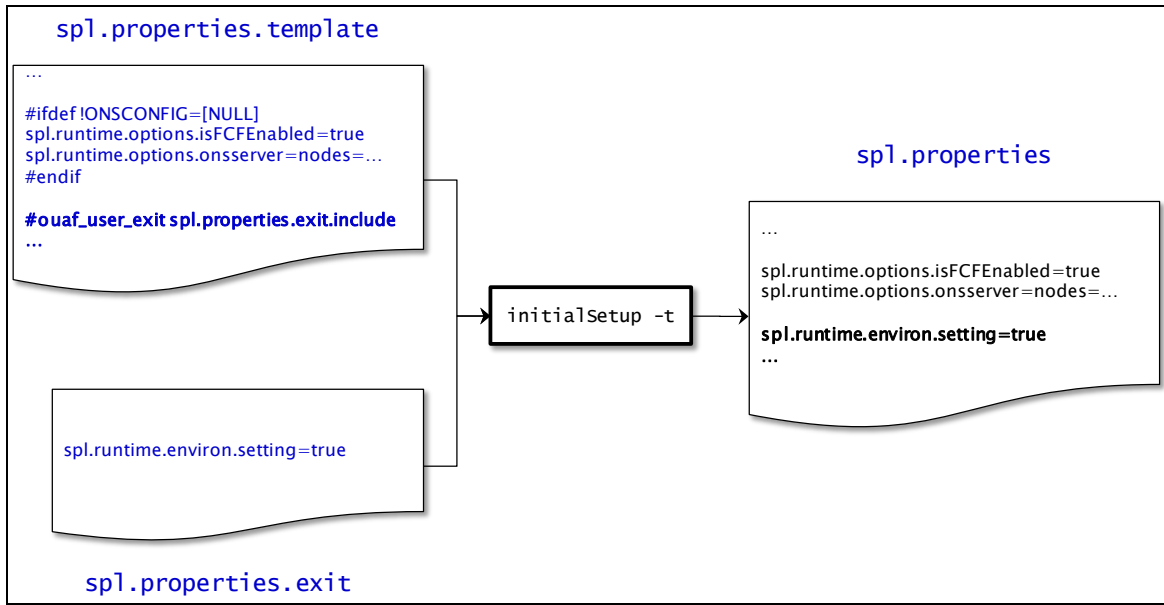 spl.properties.template
...
#ifdef !ONSCONFIG=[NULL]
spl.runtime.options.isFCFEnabled=true
spl.runtime.options.onsserver=nodes=...
#endif
#ouaf_user_exit spl.properties.exit.include
...
spl.runtime.environ.setting=true
spl.properties.exit
initialSetup -t
spl.properties
...
spl.runtime.options.isFCFEnabled=true
spl.runtime.options.onsserver=nodes=...
spl.runtime.environ.setting=true
...